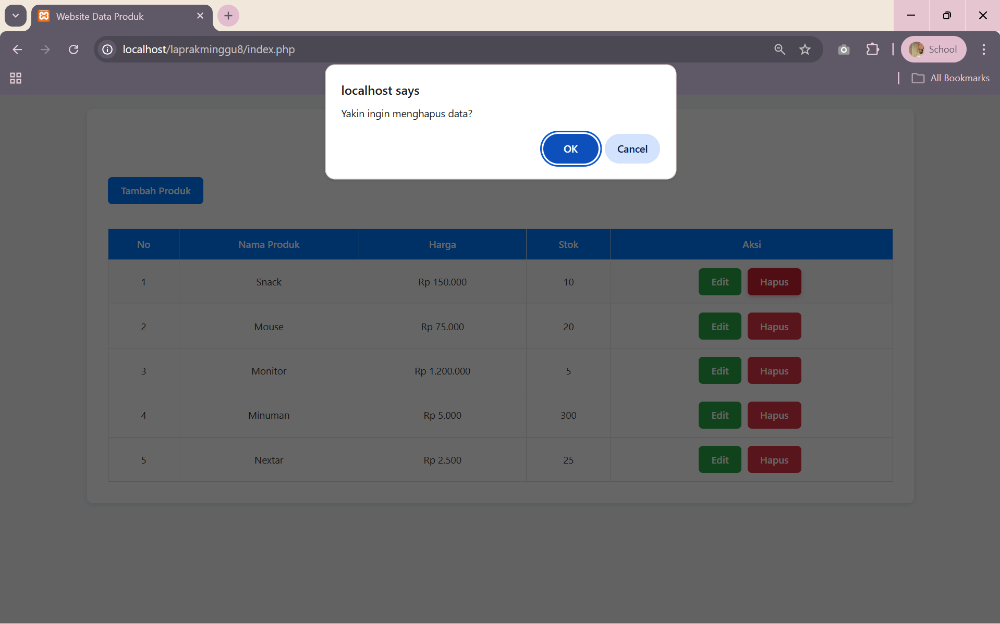 Website Data Produk
localhost/laprakminggu8/index.php
School
All Bookmarks
localhost says
Yakin ingin menghapus data?
OK Cancel
Tambah Produk
No Nama Produk Harga Stok Aksi
1 Snack Rp 150.000 10 Edit Hapus
2 Mouse Rp 75.000 20 Edit Hapus
3 Monitor Rp 1.200.000 5 Edit Hapus
4 Minuman Rp 5.000 300 Edit Hapus
5 Nextar Rp 2.500 25 Edit Hapus